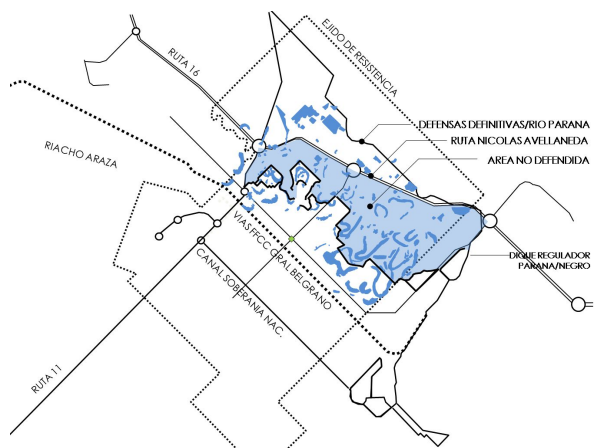 RUTA 16
EJIDO DE RESISTENCIA
DEFENSAS DEFINITIVAS/RIO PARANA
RUTA NICOLAS AVELLANEDA
AREA NO DEFENDIDA
RIACHO ARAZA
VIAS FFCC GRAL BELGRANO
CANAL SOBERANIA NAC.
DIQUE REGULADOR
PARANA/NEGRO
RUTA 11